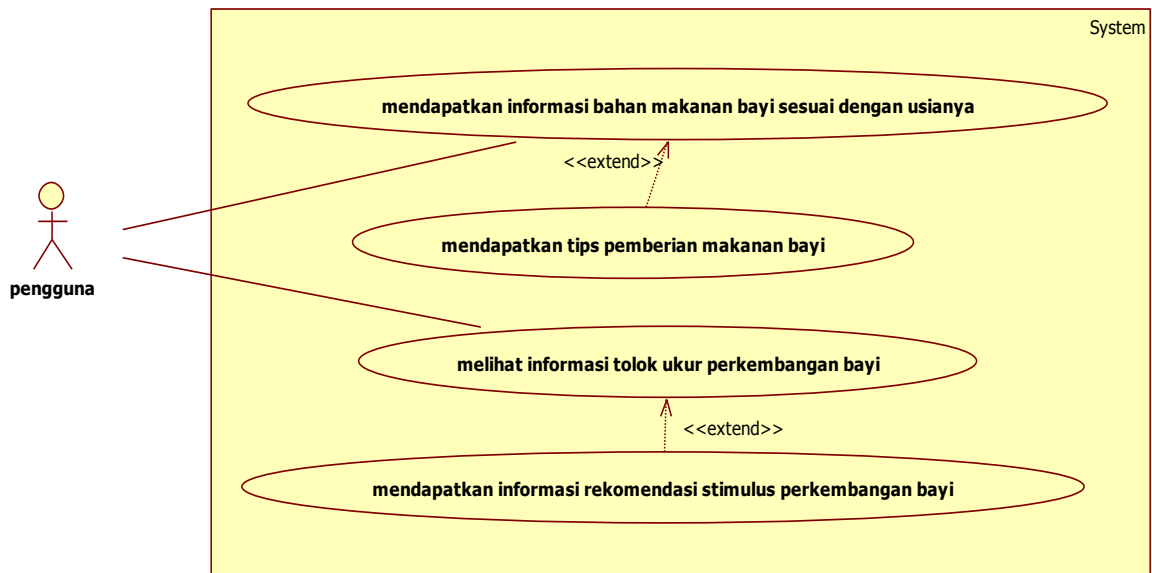 System
mendapatkan informasi bahan makanan bayi sesuai dengan usianya
<<extend>>
mendapatkan tips pemberian makanan bayi
pengguna
melihat informasi tolok ukur perkembangan bayi
<<extend>>
mendapatkan informasi rekomendasi stimulus perkembangan bayi